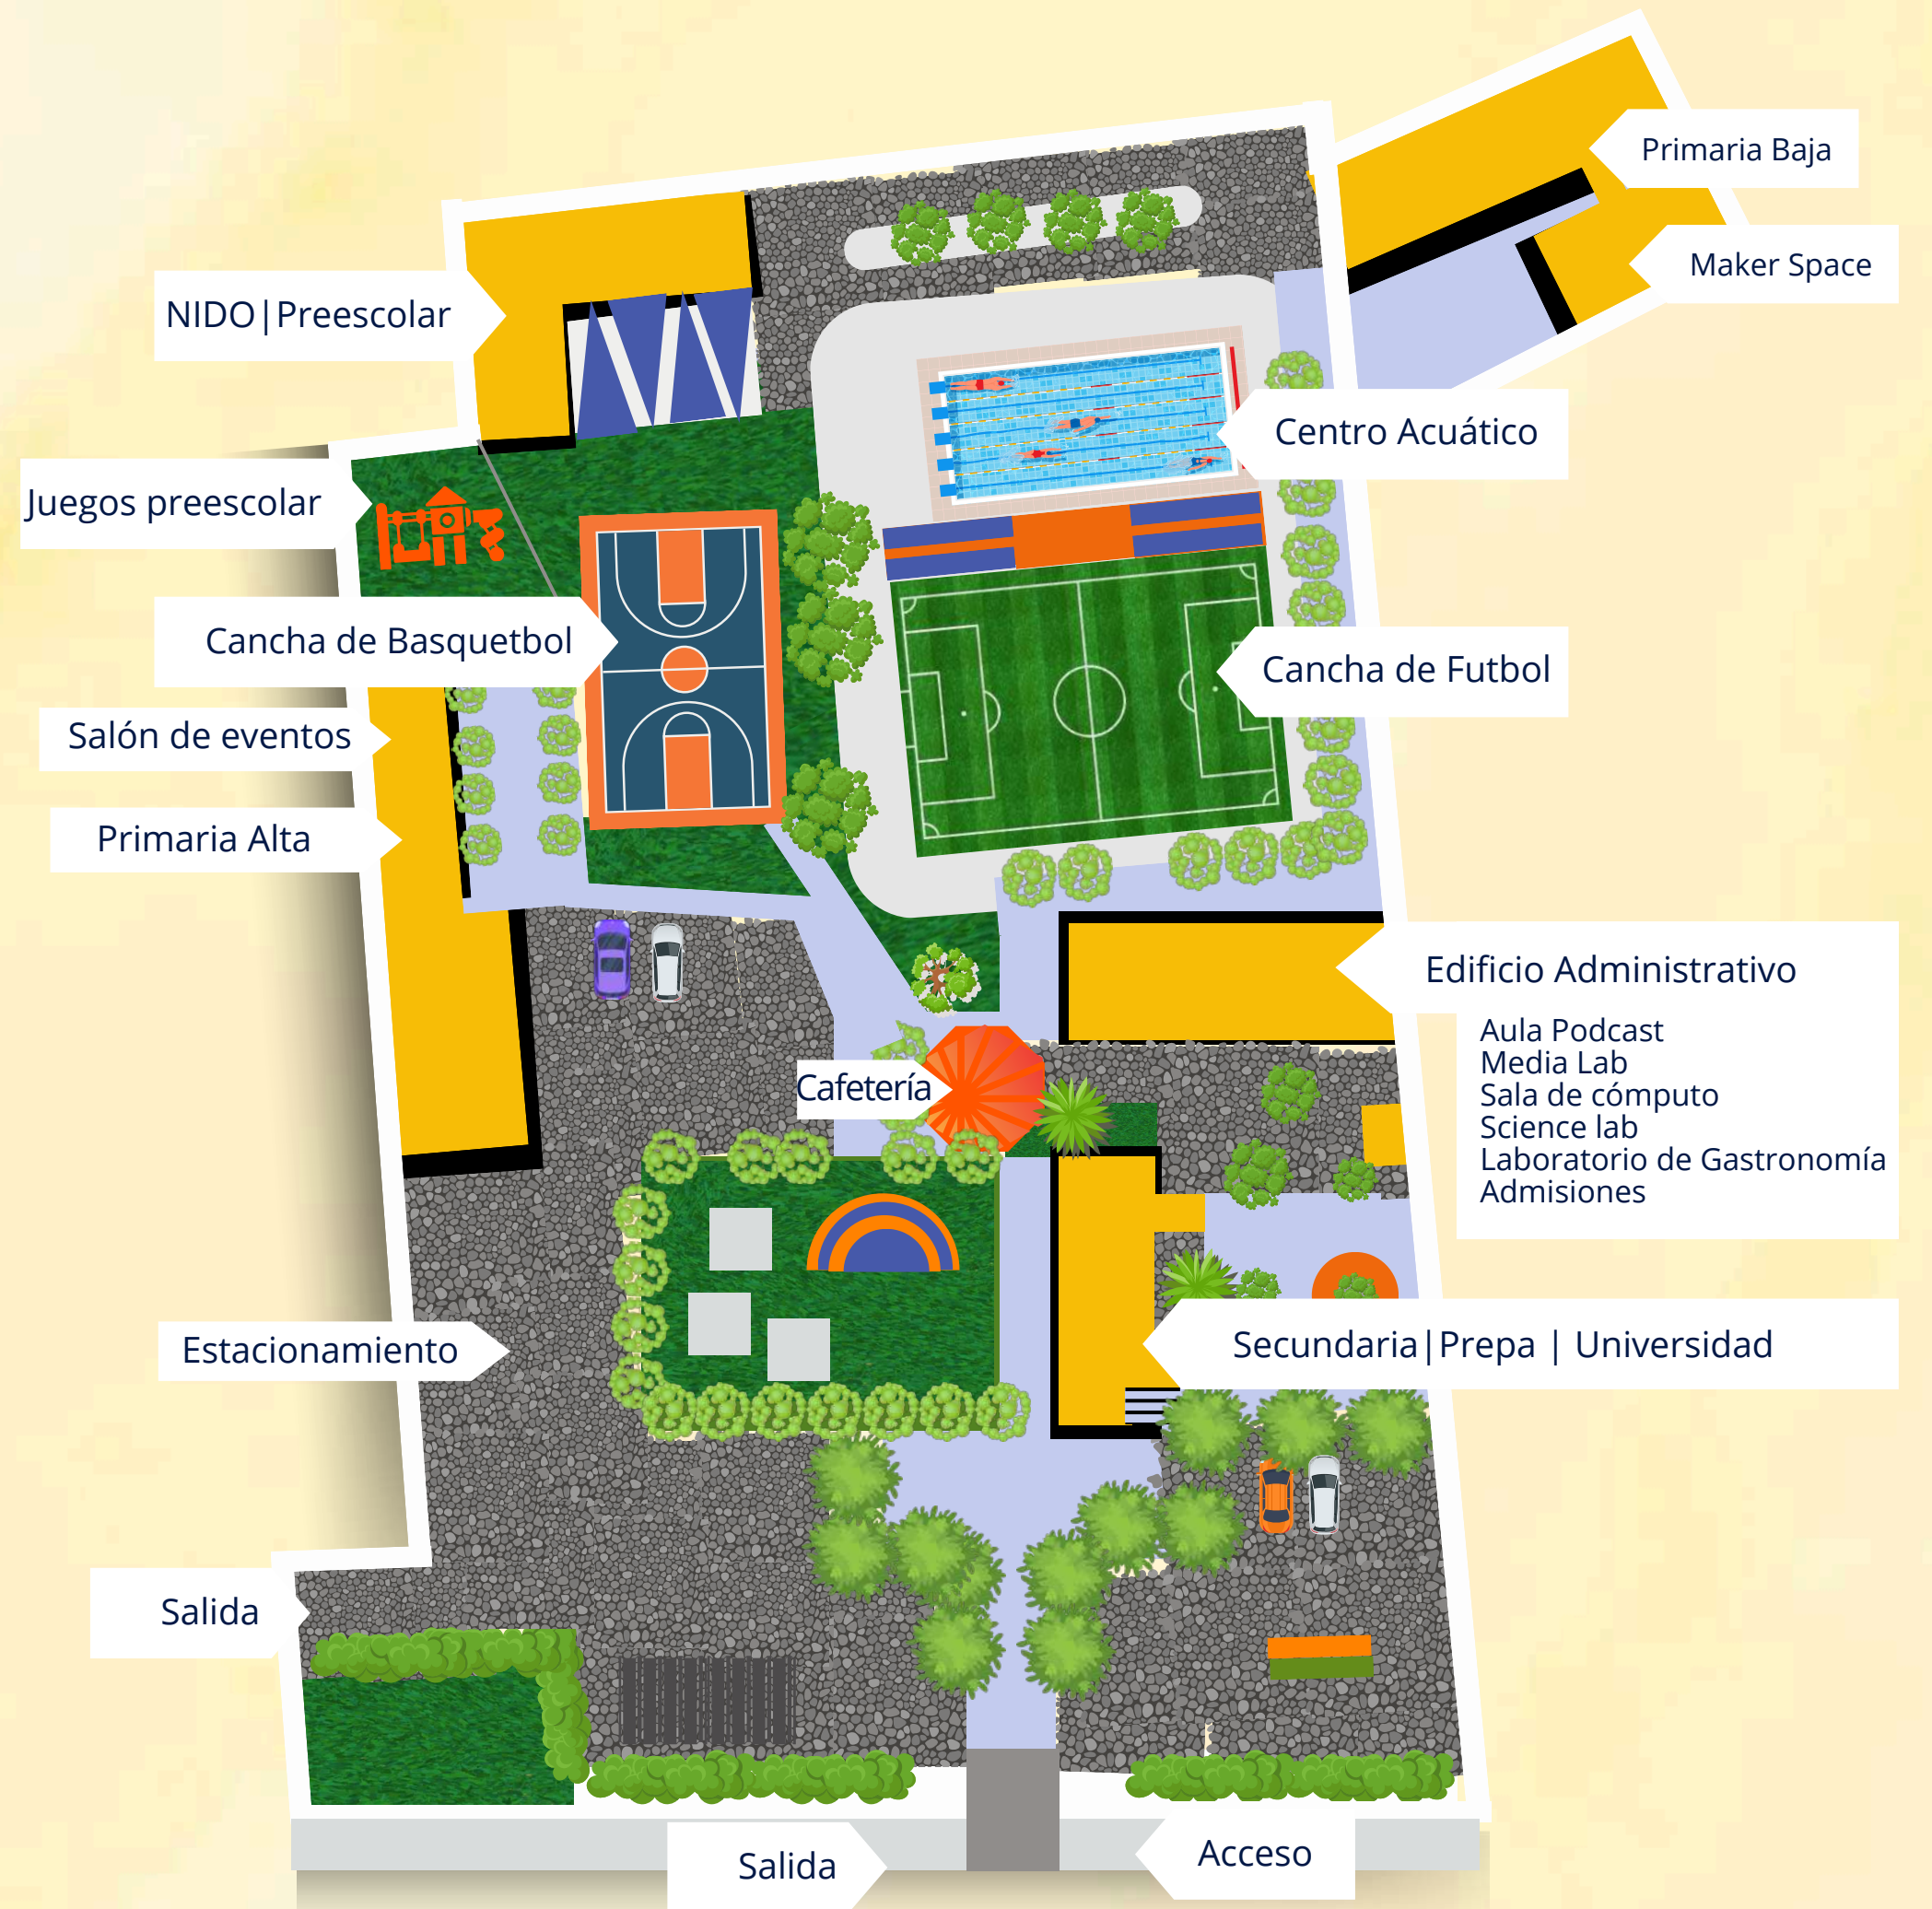 Primaria Baja
Maker Space
NIDO|Preescolar
Centro Acuático
Juegos preescolar
Cancha de Basquetbol
Cancha de Futbol
Salón de eventos
Primaria Alta
Edificio Administrativo
Aula Podcast
Media Lab
Sala de cómputo
Science lab
Laboratorio de Gastronomía
Admisiones
Cafetería
Estacionamiento
Secundaria|Prepa | Universidad
Salida
Salida
Acceso